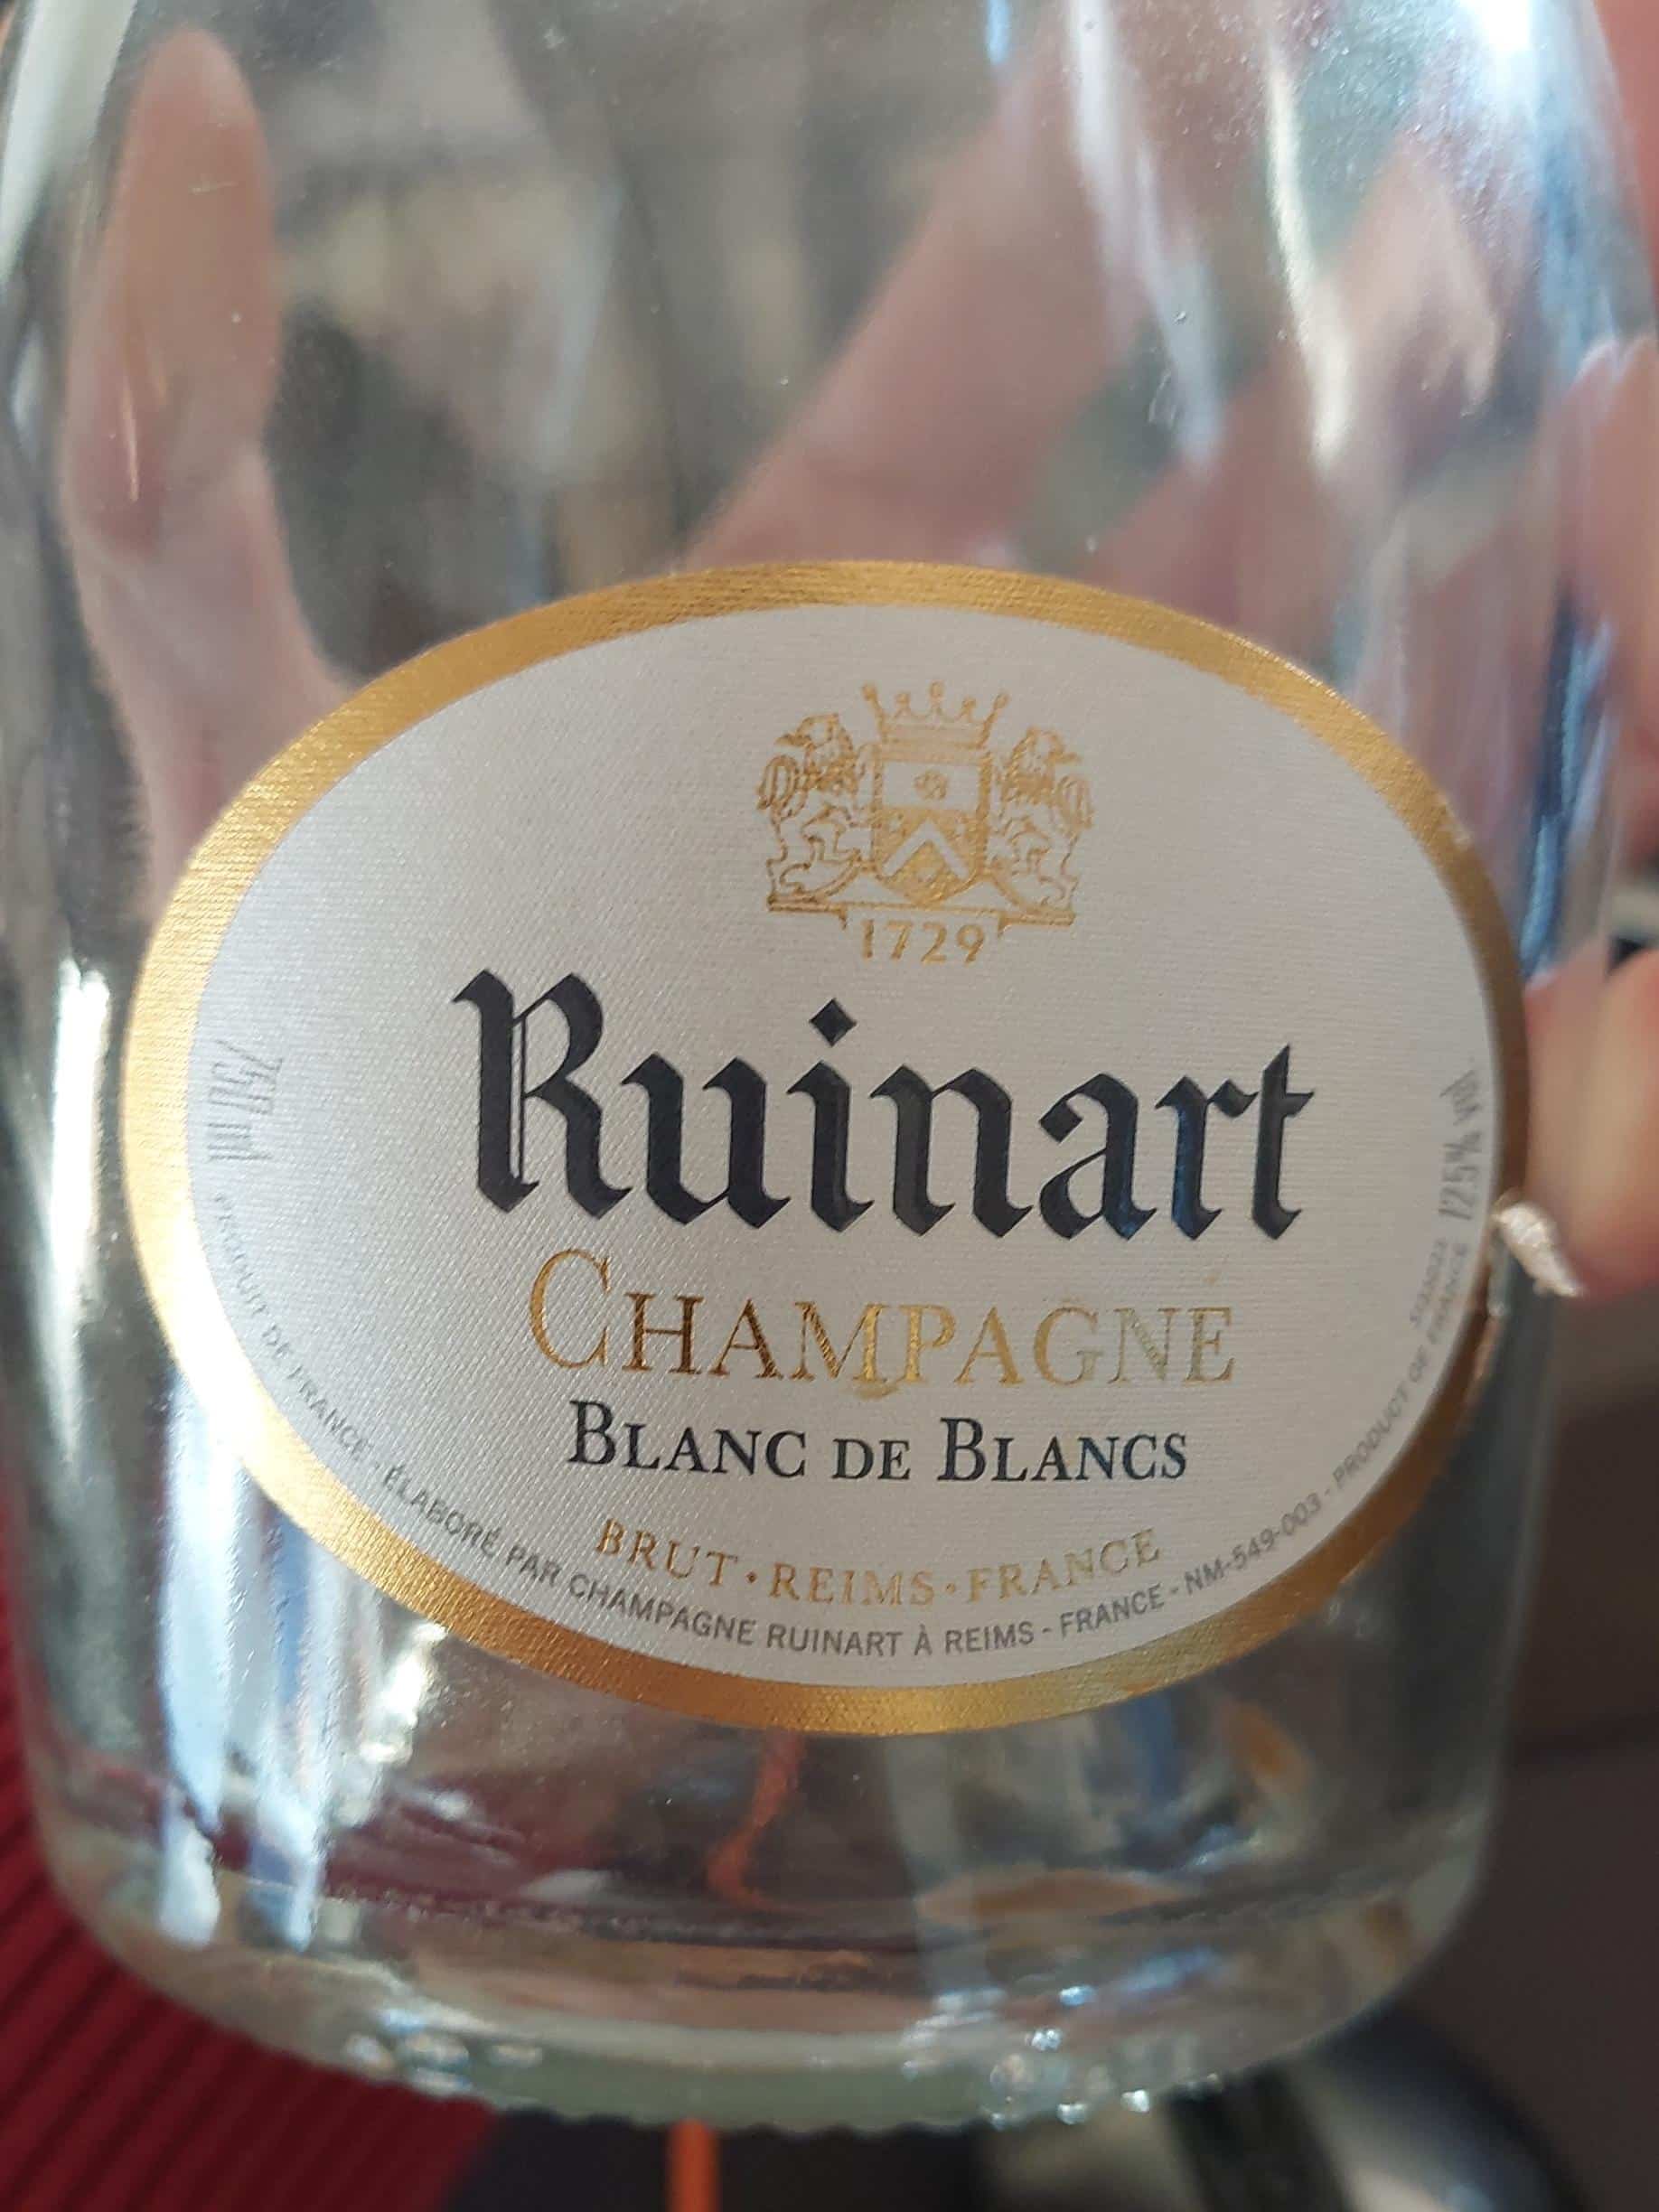 1729
Ruinart
CHAMPAGNE
BLANC DE BLANCS
BRUT·REIMS·FRANCE
750 ml
PRODUIT DE FRANCE - ÉLABORÉ PAR CHAMPAGNE RUINART À REIMS - FRANCE - NM-549-003 - PRODUCT OF FRANCE
12.5% vol.